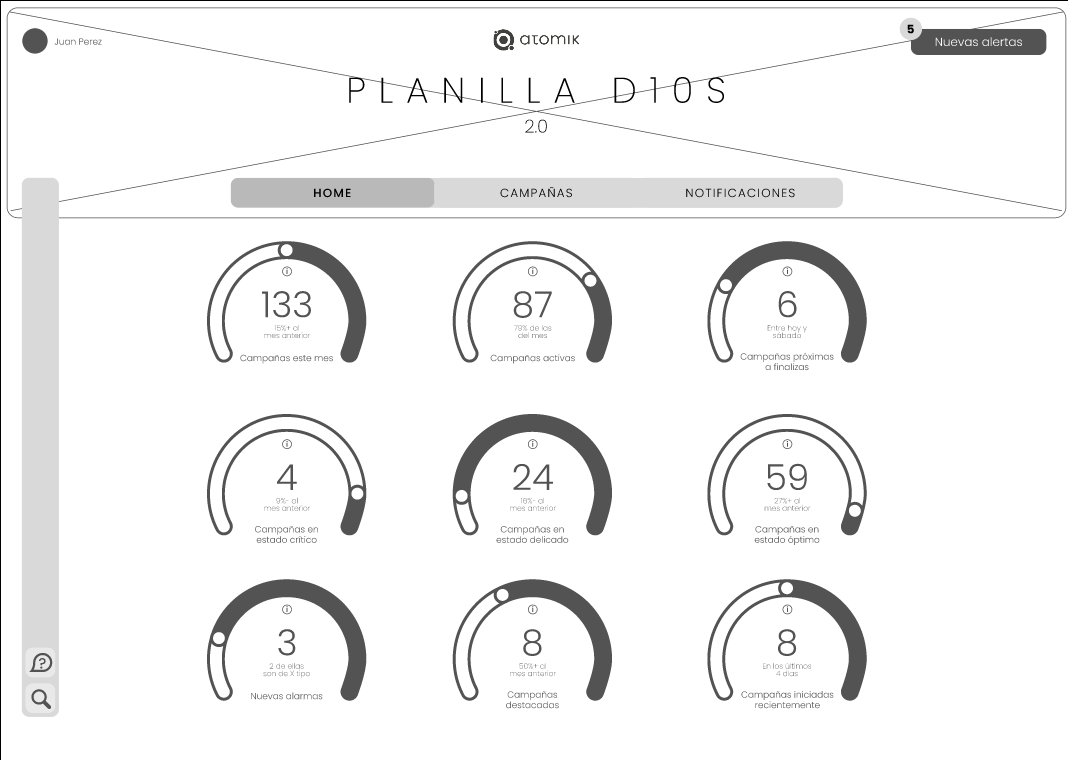 Juan Perez
atomik
5
Nuevas alertas
PLANILLA D10S
2.0
HOME
CAMPAÑAS
NOTIFICACIONES
133
15%+ al
mes anterior
Campañas este mes
87
79% de las
del mes
Campañas activas
6
Entre hoy y
sábado
Campañas próximas
a finalizas
4
9%- al
mes anterior
Campañas en
estado crítico
24
16%- al
mes anterior
Campañas en
estado delicado
59
27%+ al
mes anterior
Campañas en
estado óptimo
3
2 de ellas
son de X tipo
Nuevas alarmas
8
50%+ al
mes anterior
Campañas
destacadas
8
En los últimos
4 días
Campañas iniciadas
recientemente